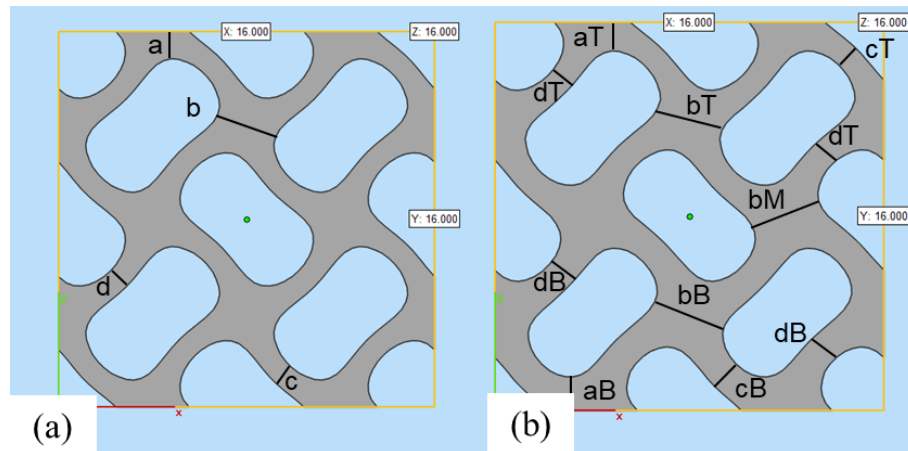 X: 16.000
Z: 16.000
a
b
Y: 16.000
d
c
x
(a)
X: 16.000
Z: 16.000
aT
cT
dT
bT
dT
bM
Y: 16.000
dB
bB
dB
aB
cB
x
(b)